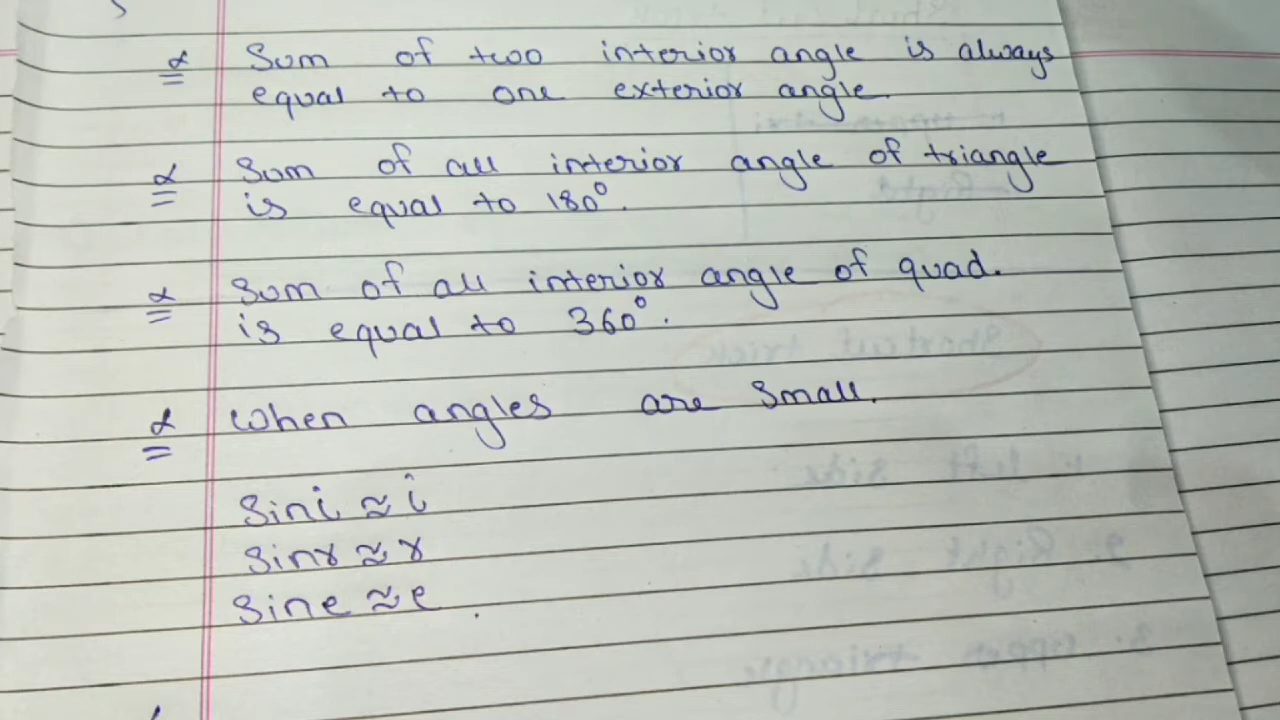 α Sum of two interior angle is always
equal to one exterior angle.
α Sum of all interior angle of triangle
is equal to 180°.
α Sum of all interior angle of quad.
is equal to 360°.
α When angles are small.
Sini ≈ i
Sinr ≈ r
Sine ≈ e .